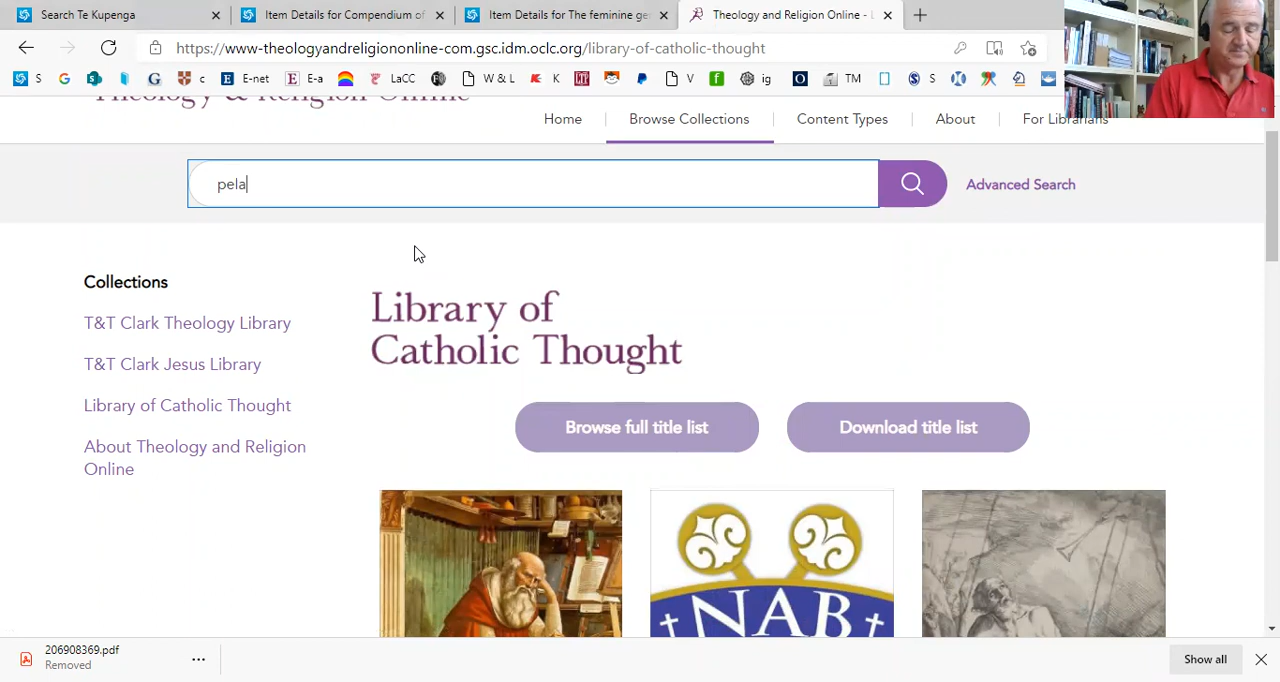 Search Te Kupenga
Item Details for Compendium of
Item Details for The feminine ge
Theology and Religion Online - L
https://www-theologyandreligiononline-com.gsc.idm.oclc.org/library-of-catholic-thought
S
c
E-net
E-a
LaCC
W & L
K
V
ig
TM
S
Theology & Religion Online
Home
Browse Collections
Content Types
About
For Librarians
pela
Advanced Search
Collections
T&T Clark Theology Library
T&T Clark Jesus Library
Library of Catholic Thought
About Theology and Religion
Online
Library of
Catholic Thought
Browse full title list
Download title list
NAB
206908369.pdf
Removed
Show all